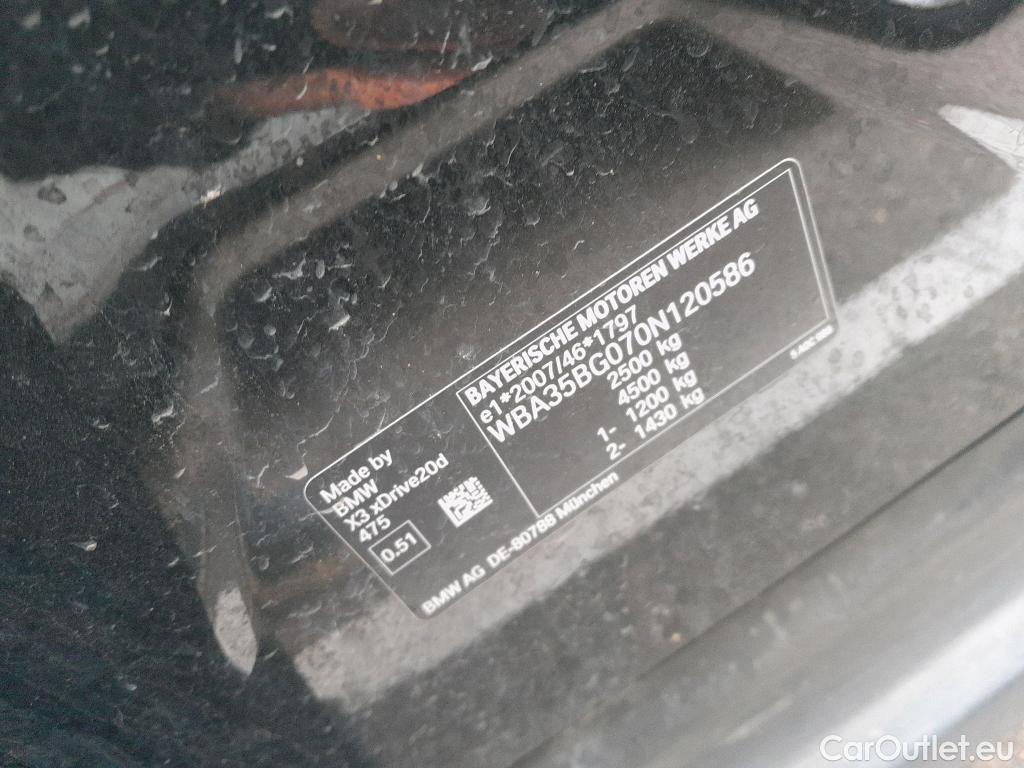 BAYERISCHE MOTOREN WERKE AG
e1*2007/46*1797
WBA35BG070N120586
2500 kg
4500 kg
1- 1200 kg
2- 1430 kg
Made by
BMW
X3 xDrive20d
475
0.51
BMW AG DE-80788 München
CarOutlet.eu